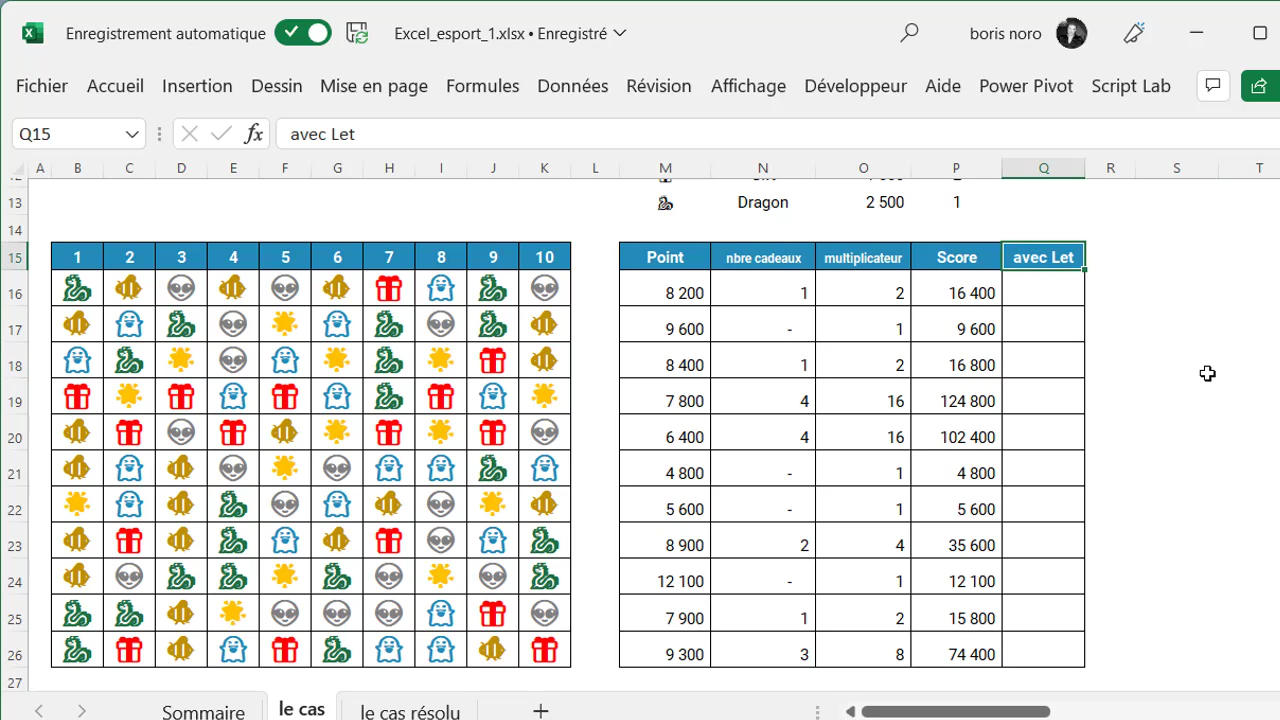 Enregistrement automatique Excel_esport_1.xlsx • Enregistré boris noro
Fichier Accueil Insertion Dessin Mise en page Formules Données Révision Affichage Développeur Aide Power Pivot Script Lab
Q15 fx avec Let
A B C D E F G H I J K L M N O P Q R S T
13 Dragon 2 500 1
14
15 1 2 3 4 5 6 7 8 9 10 Point nbre cadeaux multiplicateur Score avec Let
16 8 200 1 2 16 400
17 9 600 - 1 9 600
18 8 400 1 2 16 800
19 7 800 4 16 124 800
20 6 400 4 16 102 400
21 4 800 - 1 4 800
22 5 600 - 1 5 600
23 8 900 2 4 35 600
24 12 100 - 1 12 100
25 7 900 1 2 15 800
26 9 300 3 8 74 400
27
Sommaire le cas le cas résolu